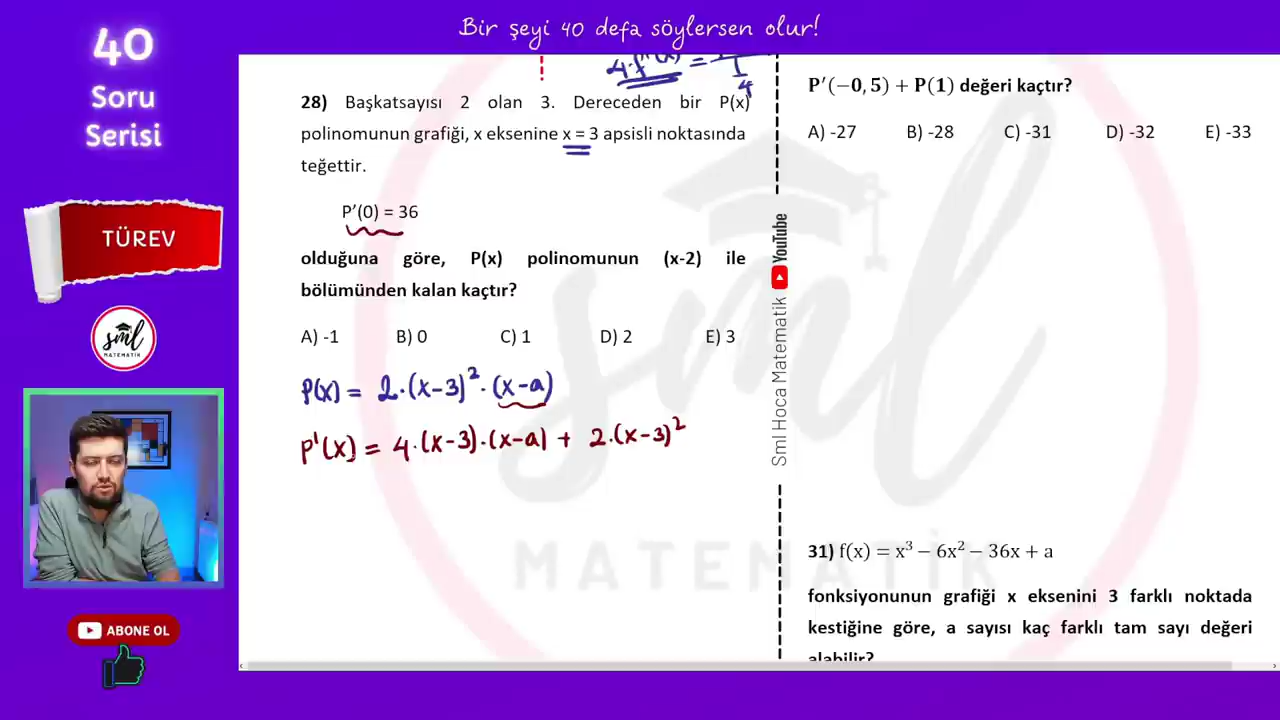 Bir şeyi 40 defa söylersen olur!
40
Soru
Serisi
TÜREV
sml
MATEMATİK
ABONE OL
28) Başkatsayısı 2 olan 3. Dereceden bir P(x)
polinomunun grafiği, x eksenine x = 3 apsisli noktasında
teğettir.
P′(0) = 36
olduğuna göre, P(x) polinomunun (x-2) ile
bölümünden kalan kaçtır?
A) -1 B) 0 C) 1 D) 2 E) 3
P(x) = 2·(x-3)²·(x-a)
P'(x) = 4·(x-3)·(x-a) + 2·(x-3)²
Sml Hoca Matematik YouTube
P′(−0, 5) + P(1) değeri kaçtır?
A) -27 B) -28 C) -31 D) -32 E) -33
31) f(x) = x³ − 6x² − 36x + a
fonksiyonunun grafiği x eksenini 3 farklı noktada
kestiğine göre, a sayısı kaç farklı tam sayı değeri
alabilir?
sml
MATEMATİK